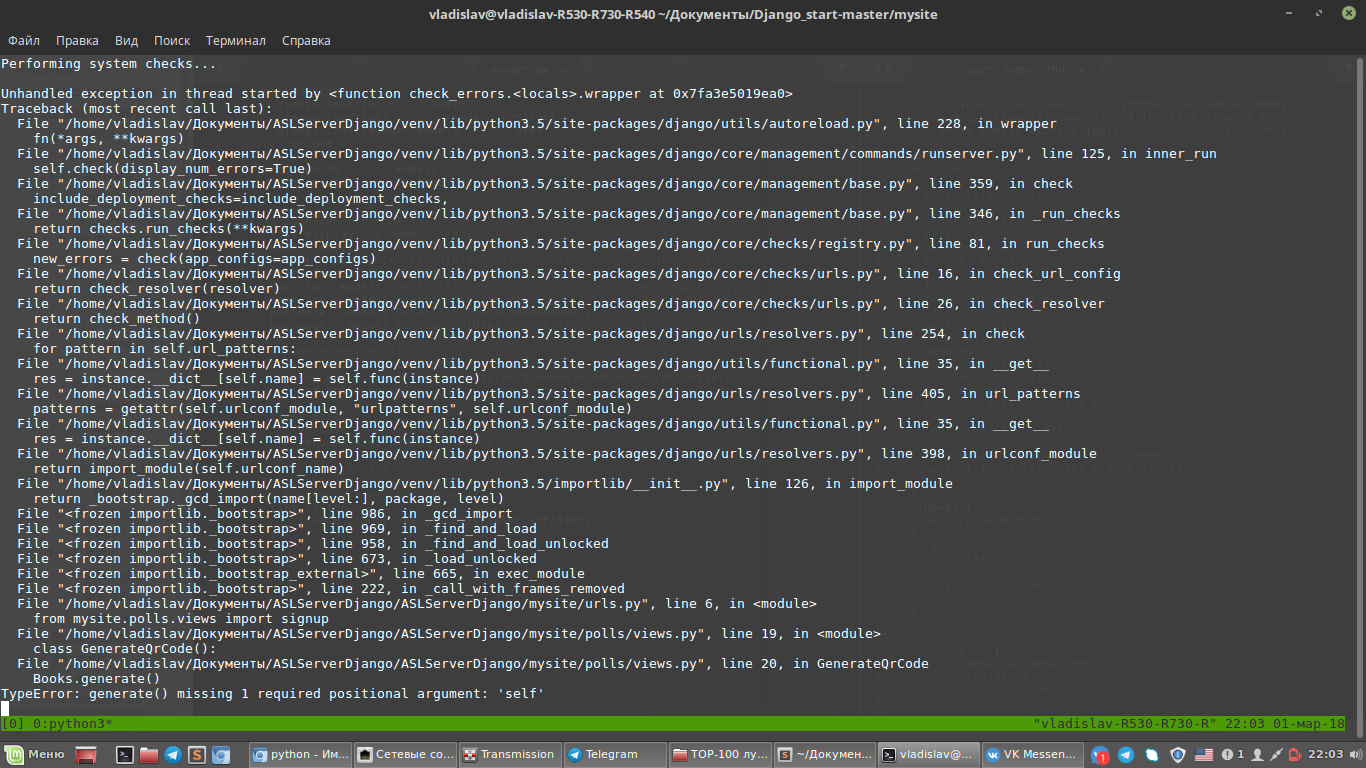 vladislav@vladislav-R530-R730-R540 ~/Документы/Django_start-master/mysite
Файл Правка Вид Поиск Терминал Справка
Performing system checks...
Unhandled exception in thread started by <function check_errors.<locals>.wrapper at 0x7fa3e5019ea0>
Traceback (most recent call last):
  File "/home/vladislav/Документы/ASLServerDjango/venv/lib/python3.5/site-packages/django/utils/autoreload.py", line 228, in wrapper
    fn(*args, **kwargs)
  File "/home/vladislav/Документы/ASLServerDjango/venv/lib/python3.5/site-packages/django/core/management/commands/runserver.py", line 125, in inner_run
    self.check(display_num_errors=True)
  File "/home/vladislav/Документы/ASLServerDjango/venv/lib/python3.5/site-packages/django/core/management/base.py", line 359, in check
    include_deployment_checks=include_deployment_checks,
  File "/home/vladislav/Документы/ASLServerDjango/venv/lib/python3.5/site-packages/django/core/management/base.py", line 346, in _run_checks
    return checks.run_checks(**kwargs)
  File "/home/vladislav/Документы/ASLServerDjango/venv/lib/python3.5/site-packages/django/core/checks/registry.py", line 81, in run_checks
    new_errors = check(app_configs=app_configs)
  File "/home/vladislav/Документы/ASLServerDjango/venv/lib/python3.5/site-packages/django/core/checks/urls.py", line 16, in check_url_config
    return check_resolver(resolver)
  File "/home/vladislav/Документы/ASLServerDjango/venv/lib/python3.5/site-packages/django/core/checks/urls.py", line 26, in check_resolver
    return check_method()
  File "/home/vladislav/Документы/ASLServerDjango/venv/lib/python3.5/site-packages/django/urls/resolvers.py", line 254, in check
    for pattern in self.url_patterns:
  File "/home/vladislav/Документы/ASLServerDjango/venv/lib/python3.5/site-packages/django/utils/functional.py", line 35, in __get__
    res = instance.__dict__[self.name] = self.func(instance)
  File "/home/vladislav/Документы/ASLServerDjango/venv/lib/python3.5/site-packages/django/urls/resolvers.py", line 405, in url_patterns
    patterns = getattr(self.urlconf_module, "urlpatterns", self.urlconf_module)
  File "/home/vladislav/Документы/ASLServerDjango/venv/lib/python3.5/site-packages/django/utils/functional.py", line 35, in __get__
    res = instance.__dict__[self.name] = self.func(instance)
  File "/home/vladislav/Документы/ASLServerDjango/venv/lib/python3.5/site-packages/django/urls/resolvers.py", line 398, in urlconf_module
    return import_module(self.urlconf_name)
  File "/home/vladislav/Документы/ASLServerDjango/venv/lib/python3.5/importlib/__init__.py", line 126, in import_module
    return _bootstrap._gcd_import(name[level:], package, level)
  File "<frozen importlib._bootstrap>", line 986, in _gcd_import
  File "<frozen importlib._bootstrap>", line 969, in _find_and_load
  File "<frozen importlib._bootstrap>", line 958, in _find_and_load_unlocked
  File "<frozen importlib._bootstrap>", line 673, in _load_unlocked
  File "<frozen importlib._bootstrap_external>", line 665, in exec_module
  File "<frozen importlib._bootstrap>", line 222, in _call_with_frames_removed
  File "/home/vladislav/Документы/ASLServerDjango/ASLServerDjango/mysite/urls.py", line 6, in <module>
    from mysite.polls.views import signup
  File "/home/vladislav/Документы/ASLServerDjango/ASLServerDjango/mysite/polls/views.py", line 19, in <module>
    class GenerateQrCode():
  File "/home/vladislav/Документы/ASLServerDjango/ASLServerDjango/mysite/polls/views.py", line 20, in GenerateQrCode
    Books.generate()
TypeError: generate() missing 1 required positional argument: 'self'
[0] 0:python3* "vladislav-R530-R730-R" 22:03 01-мар-18
Меню python - Им... Сетевые со... Transmission Telegram TOP-100 лу... ~/Докумен... vladislav@... VK Messen... 1 1 22:03